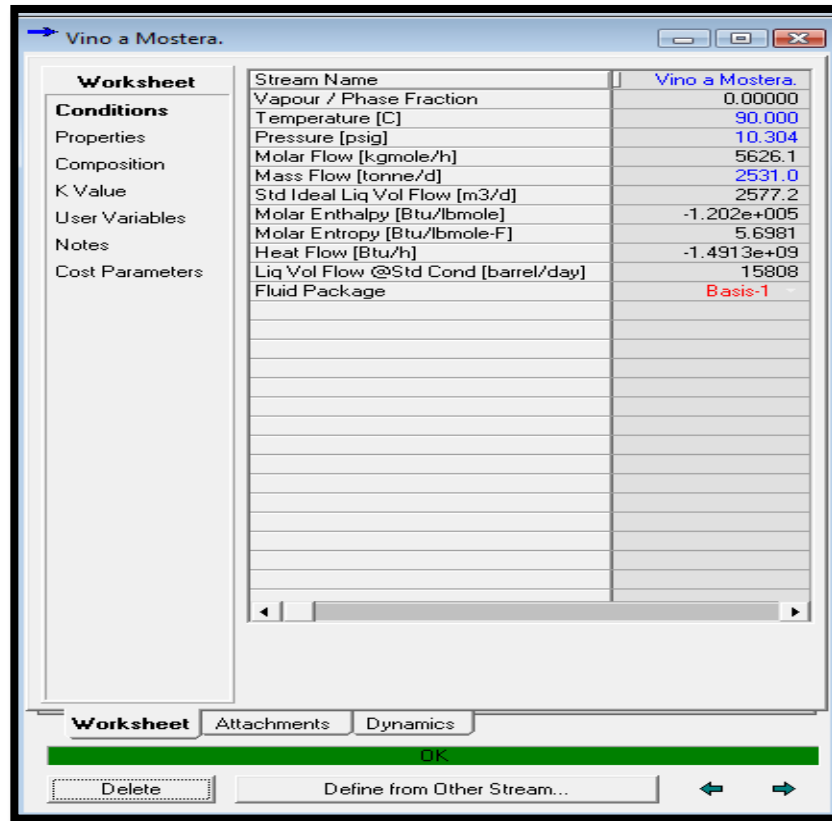 Vino a Mostera.
Worksheet
Conditions
Properties
Composition
K Value
User Variables
Notes
Cost Parameters
Stream Name Vino a Mostera.
Vapour / Phase Fraction 0.00000
Temperature [C] 90.000
Pressure [psig] 10.304
Molar Flow [kgmole/h] 5626.1
Mass Flow [tonne/d] 2531.0
Std Ideal Liq Vol Flow [m3/d] 2577.2
Molar Enthalpy [Btu/lbmole] -1.202e+005
Molar Entropy [Btu/lbmole-F] 5.6981
Heat Flow [Btu/h] -1.4913e+09
Liq Vol Flow @Std Cond [barrel/day] 15808
Fluid Package Basis-1
Worksheet Attachments Dynamics
OK
Delete Define from Other Stream...